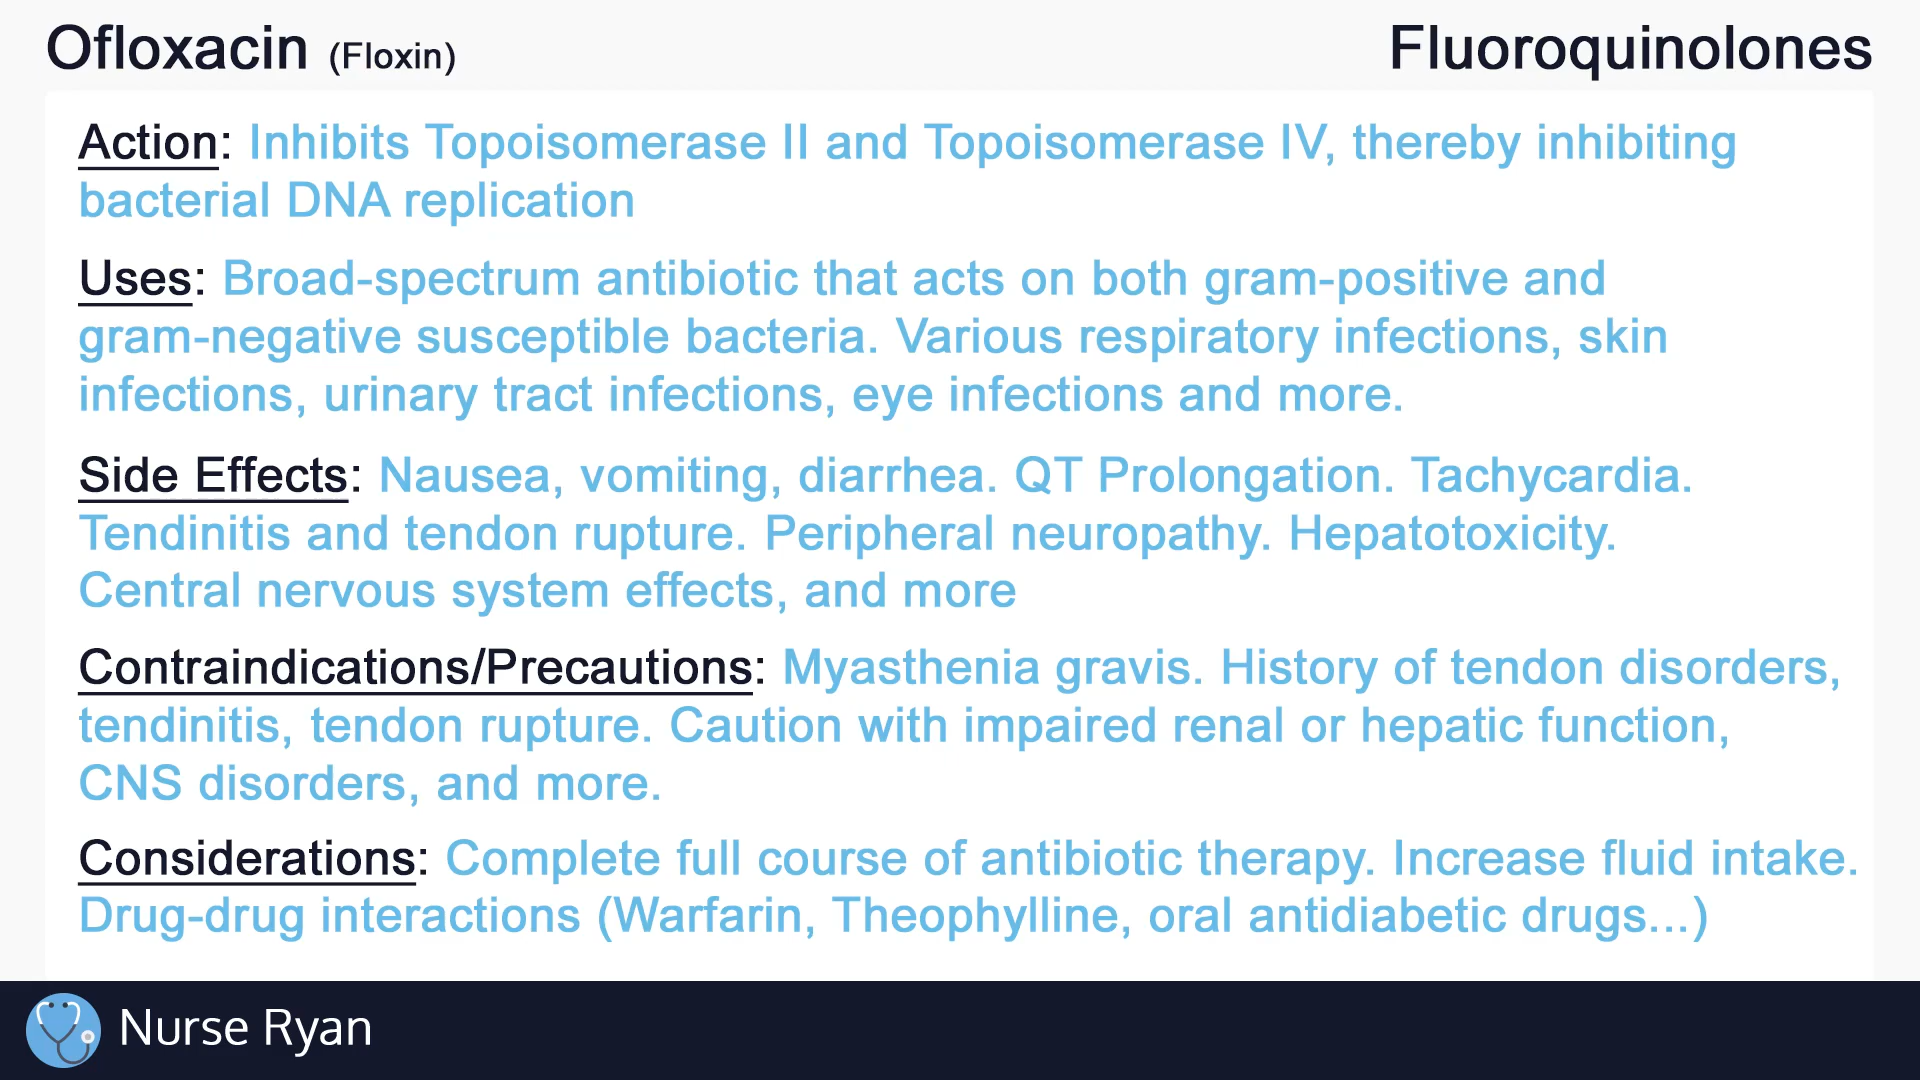 Ofloxacin (Floxin)
Fluoroquinolones
Action: Inhibits Topoisomerase II and Topoisomerase IV, thereby inhibiting
bacterial DNA replication
Uses: Broad-spectrum antibiotic that acts on both gram-positive and
gram-negative susceptible bacteria. Various respiratory infections, skin
infections, urinary tract infections, eye infections and more.
Side Effects: Nausea, vomiting, diarrhea. QT Prolongation. Tachycardia.
Tendinitis and tendon rupture. Peripheral neuropathy. Hepatotoxicity.
Central nervous system effects, and more
Contraindications/Precautions: Myasthenia gravis. History of tendon disorders,
tendinitis, tendon rupture. Caution with impaired renal or hepatic function,
CNS disorders, and more.
Considerations: Complete full course of antibiotic therapy. Increase fluid intake.
Drug-drug interactions (Warfarin, Theophylline, oral antidiabetic drugs...)
Nurse Ryan